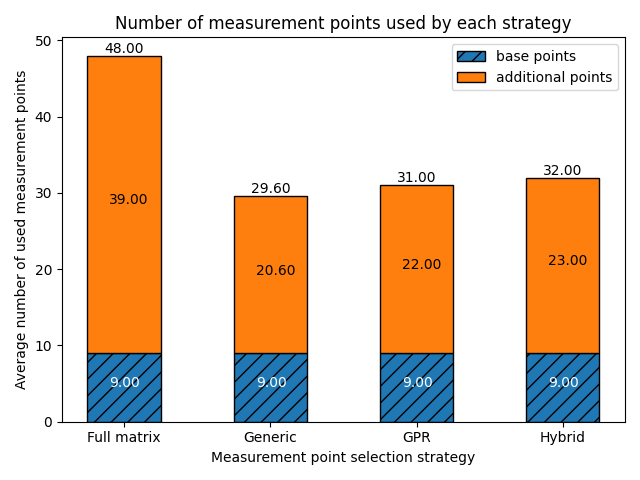 Number of measurement points used by each strategy
base points
additional points
Average number of used measurement points
50
40
30
20
10
0
48.00
29.60
31.00
32.00
39.00
20.60
22.00
23.00
9.00
9.00
9.00
9.00
Full matrix
Generic
GPR
Hybrid
Measurement point selection strategy